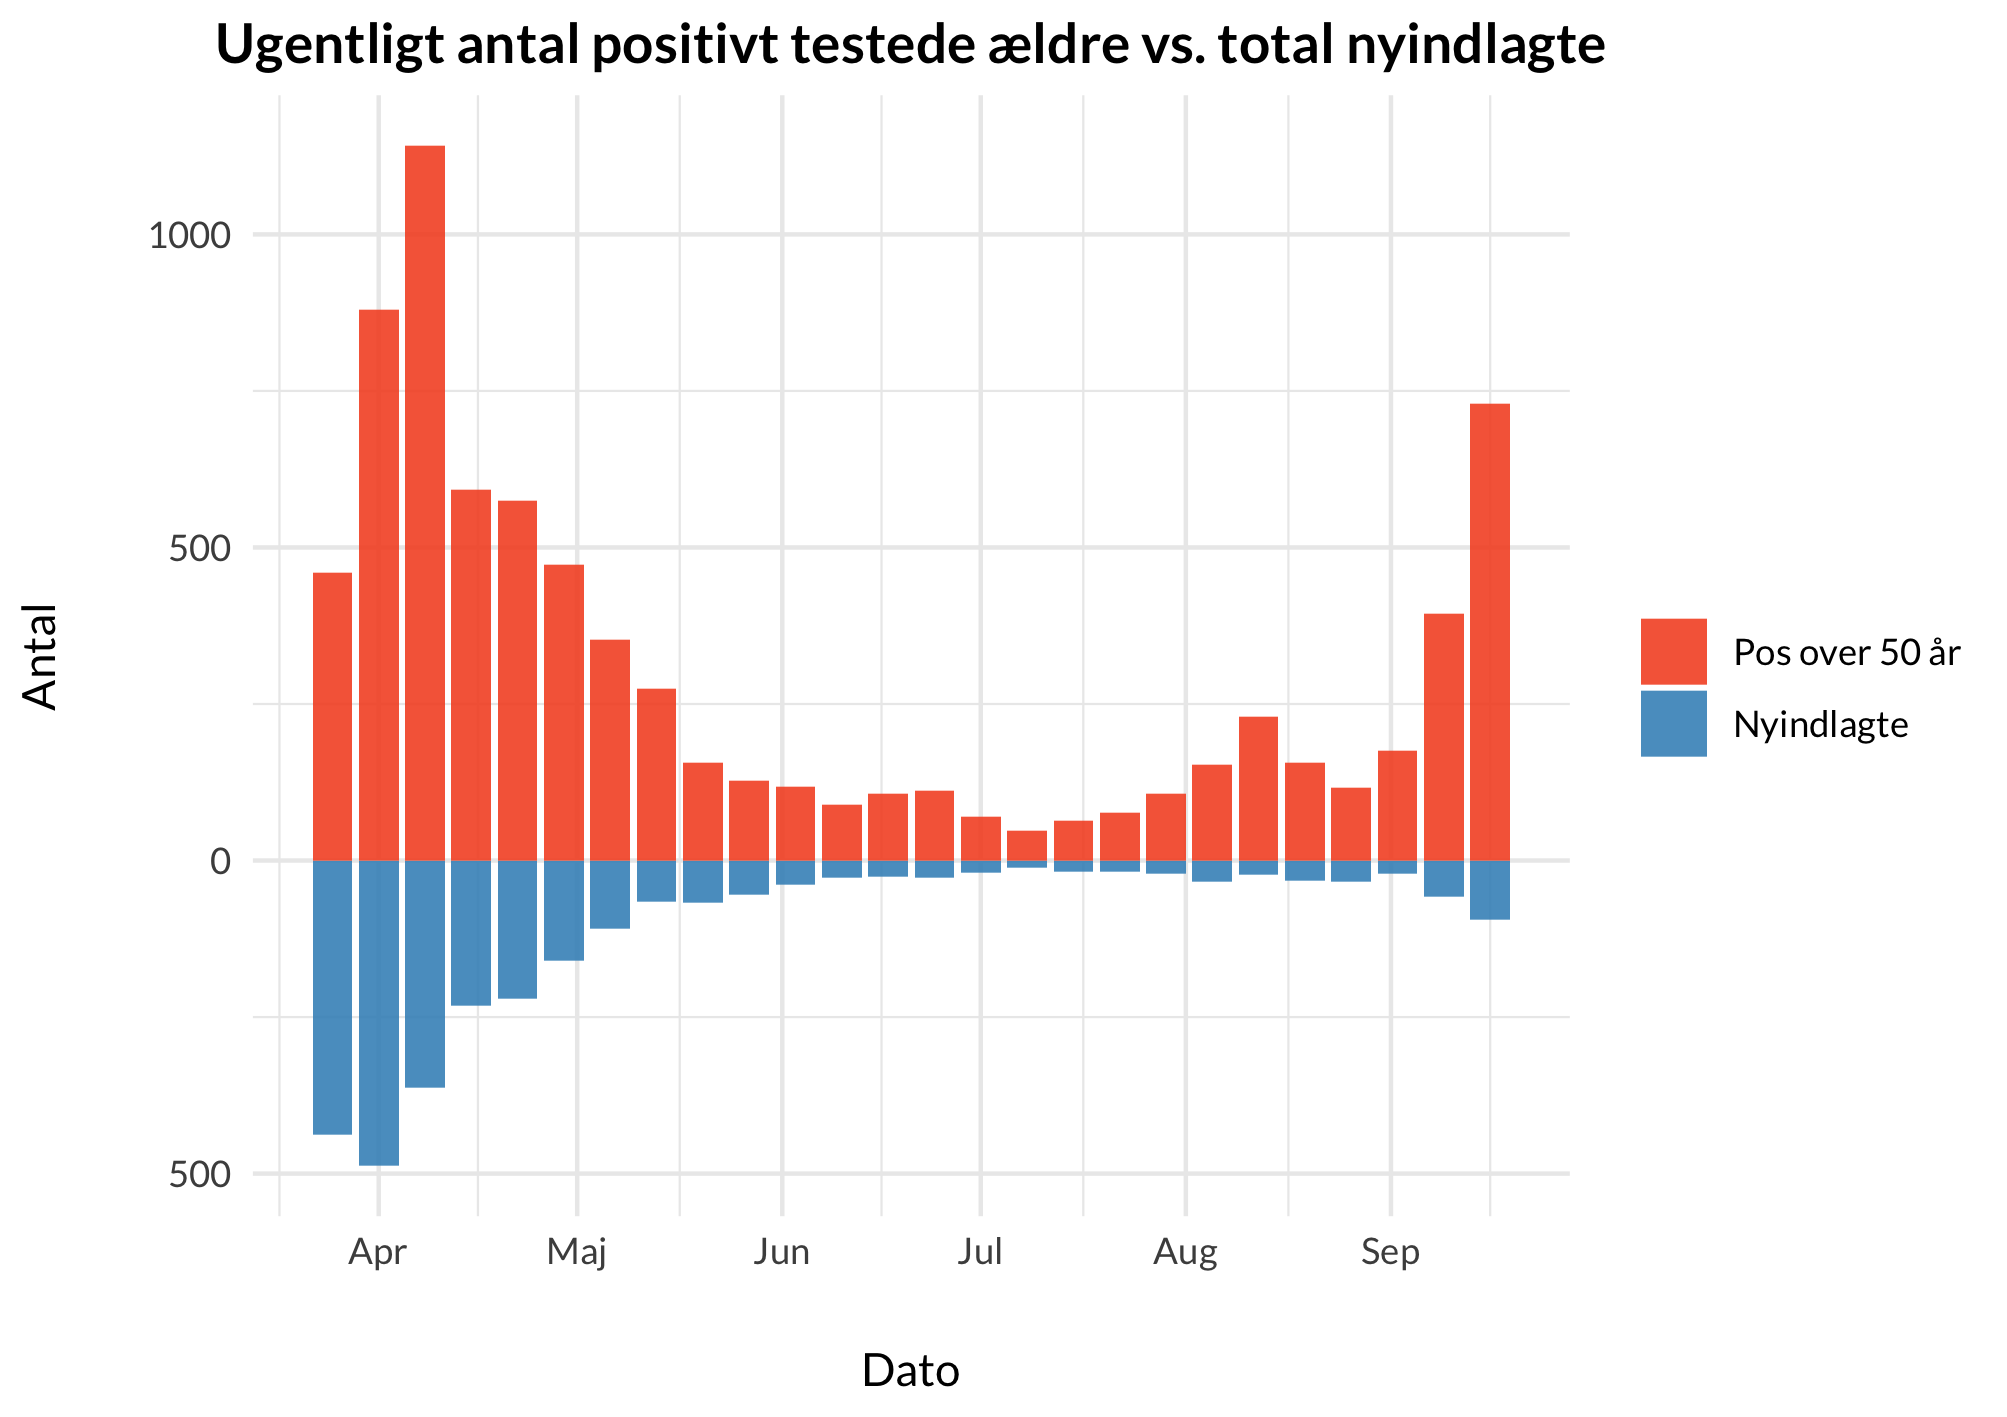 Ugentligt antal positivt testede ældre vs. total nyindlagte
Antal
1000
500
0
500
Apr Maj Jun Jul Aug Sep
Dato
Pos over 50 år
Nyindlagte